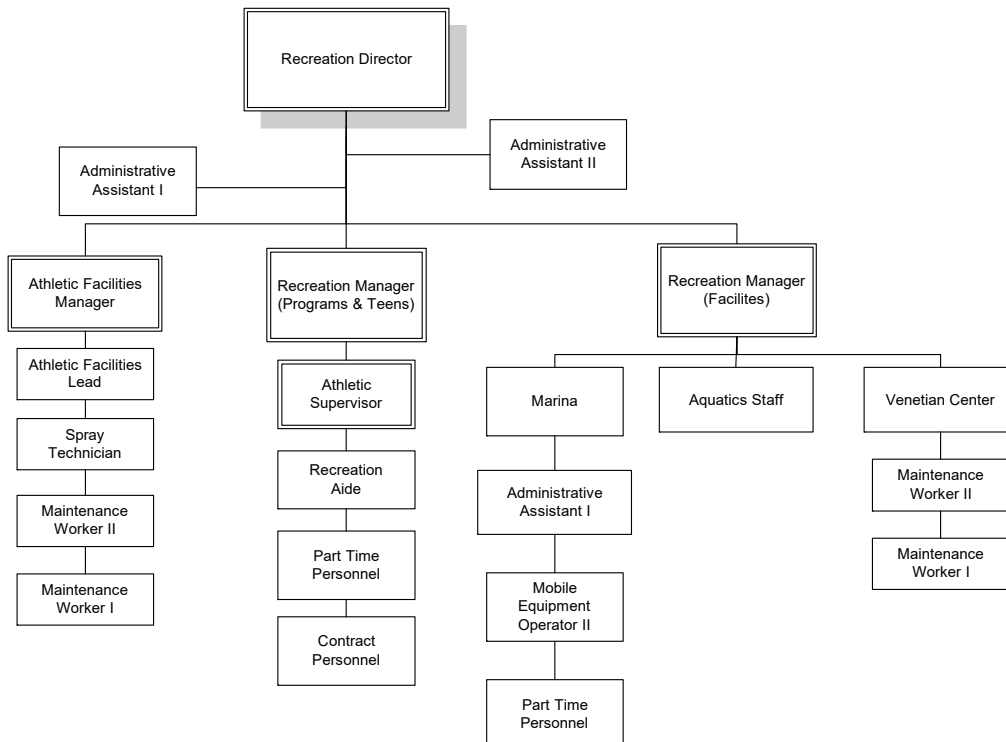 Recreation Director
Administrative
Assistant II
Administrative
Assistant I
Athletic Facilities
Manager
Recreation Manager
(Programs & Teens)
Recreation Manager
(Facilites)
Athletic Facilities
Lead
Athletic
Supervisor
Marina
Aquatics Staff
Venetian Center
Spray
Technician
Recreation
Aide
Administrative
Assistant I
Maintenance
Worker II
Maintenance
Worker II
Part Time
Personnel
Maintenance
Worker I
Maintenance
Worker I
Mobile
Equipment
Operator II
Contract
Personnel
Part Time
Personnel